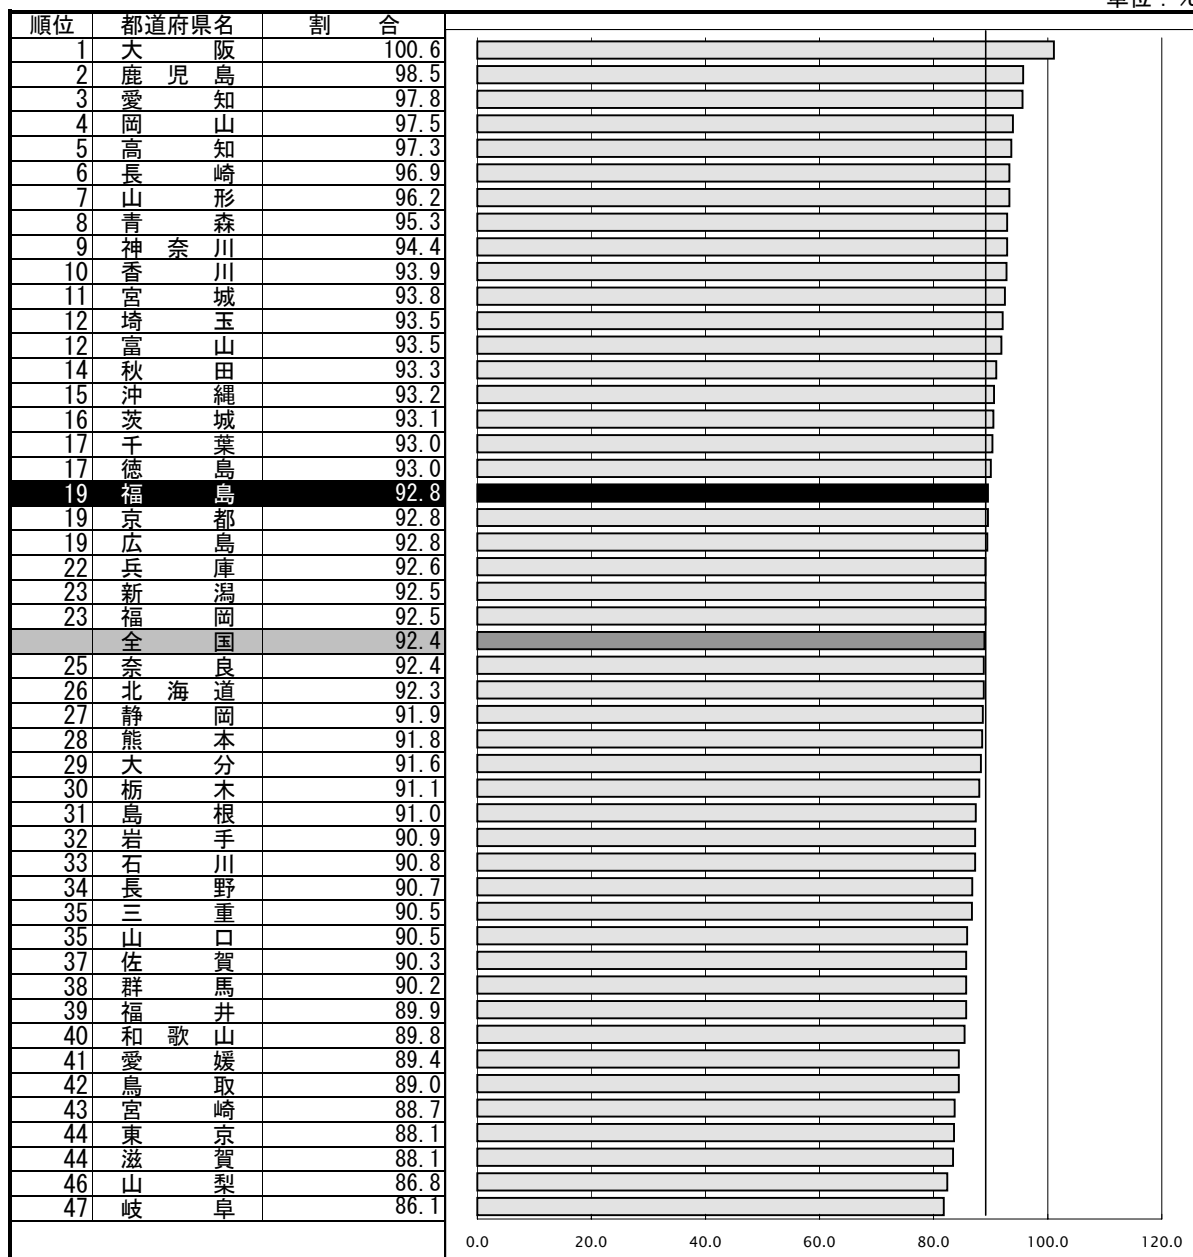 単位：％
順位 都道府県名 割 合
1 大 阪 100.6
2 鹿 児 島 98.5
3 愛 知 97.8
4 岡 山 97.5
5 高 知 97.3
6 長 崎 96.9
7 山 形 96.2
8 青 森 95.3
9 神 奈 川 94.4
10 香 川 93.9
11 宮 城 93.8
12 埼 玉 93.5
12 富 山 93.5
14 秋 田 93.3
15 沖 縄 93.2
16 茨 城 93.1
17 千 葉 93.0
17 徳 島 93.0
19 福 島 92.8
19 京 都 92.8
19 広 島 92.8
22 兵 庫 92.6
23 新 潟 92.5
23 福 岡 92.5
全 国 92.4
25 奈 良 92.4
26 北 海 道 92.3
27 静 岡 91.9
28 熊 本 91.8
29 大 分 91.6
30 栃 木 91.1
31 島 根 91.0
32 岩 手 90.9
33 石 川 90.8
34 長 野 90.7
35 三 重 90.5
35 山 口 90.5
37 佐 賀 90.3
38 群 馬 90.2
39 福 井 89.9
40 和 歌 山 89.8
41 愛 媛 89.4
42 鳥 取 89.0
43 宮 崎 88.7
44 東 京 88.1
44 滋 賀 88.1
46 山 梨 86.8
47 岐 阜 86.1
0.0 20.0 40.0 60.0 80.0 100.0 120.0